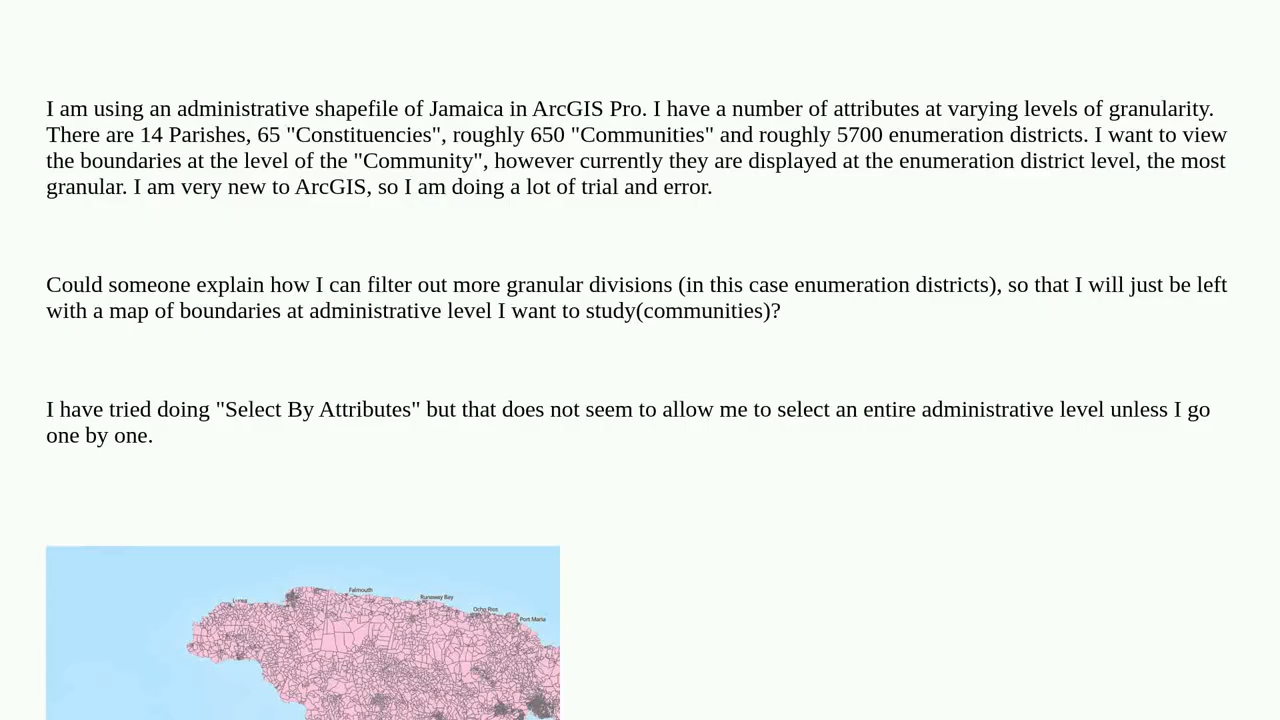 I am using an administrative shapefile of Jamaica in ArcGIS Pro. I have a number of attributes at varying levels of granularity.
There are 14 Parishes, 65 "Constituencies", roughly 650 "Communities" and roughly 5700 enumeration districts. I want to view
the boundaries at the level of the "Community", however currently they are displayed at the enumeration district level, the most
granular. I am very new to ArcGIS, so I am doing a lot of trial and error.
Could someone explain how I can filter out more granular divisions (in this case enumeration districts), so that I will just be left
with a map of boundaries at administrative level I want to study(communities)?
I have tried doing "Select By Attributes" but that does not seem to allow me to select an entire administrative level unless I go
one by one.
Falmouth
Runaway Bay
Ocho Rios
Port Maria